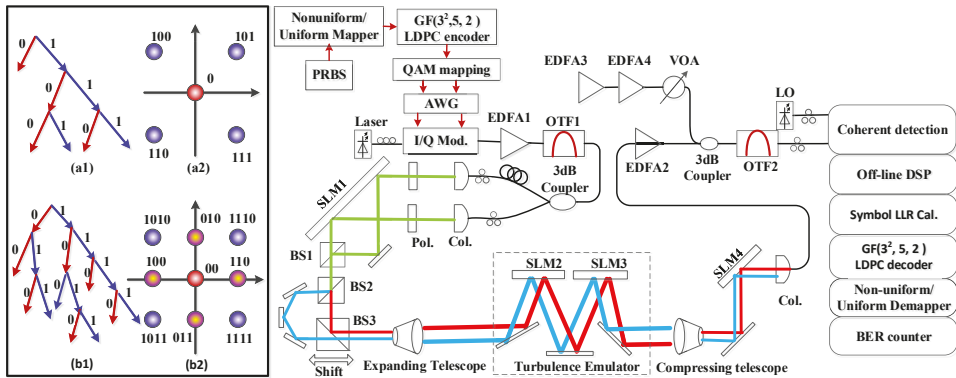 0
1
0
1
0
1
0
1
(a1)
100
101
0
110
111
(a2)
0
1
0
1
0
1
0
1
0
1
0
1
0
1
0
1
(b1)
1010
010
1110
100
00
110
1011
011
1111
(b2)
Nonuniform/
Uniform Mapper
PRBS
GF(3²,5, 2 )
LDPC encoder
QAM mapping
AWG
I/Q Mod.
Laser
EDFA1
OTF1
3dB
Coupler
SLM1
Pol.
Col.
BS1
BS2
BS3
Shift
Expanding Telescope
SLM2
SLM3
Turbulence Emulator
Compressing telescope
SLM4
Col.
EDFA3
EDFA4
VOA
EDFA2
3dB
Coupler
OTF2
LO
Coherent detection
Off-line DSP
Symbol LLR Cal.
GF(3², 5, 2 )
LDPC decoder
Non-uniform/
Uniform Demapper
BER counter